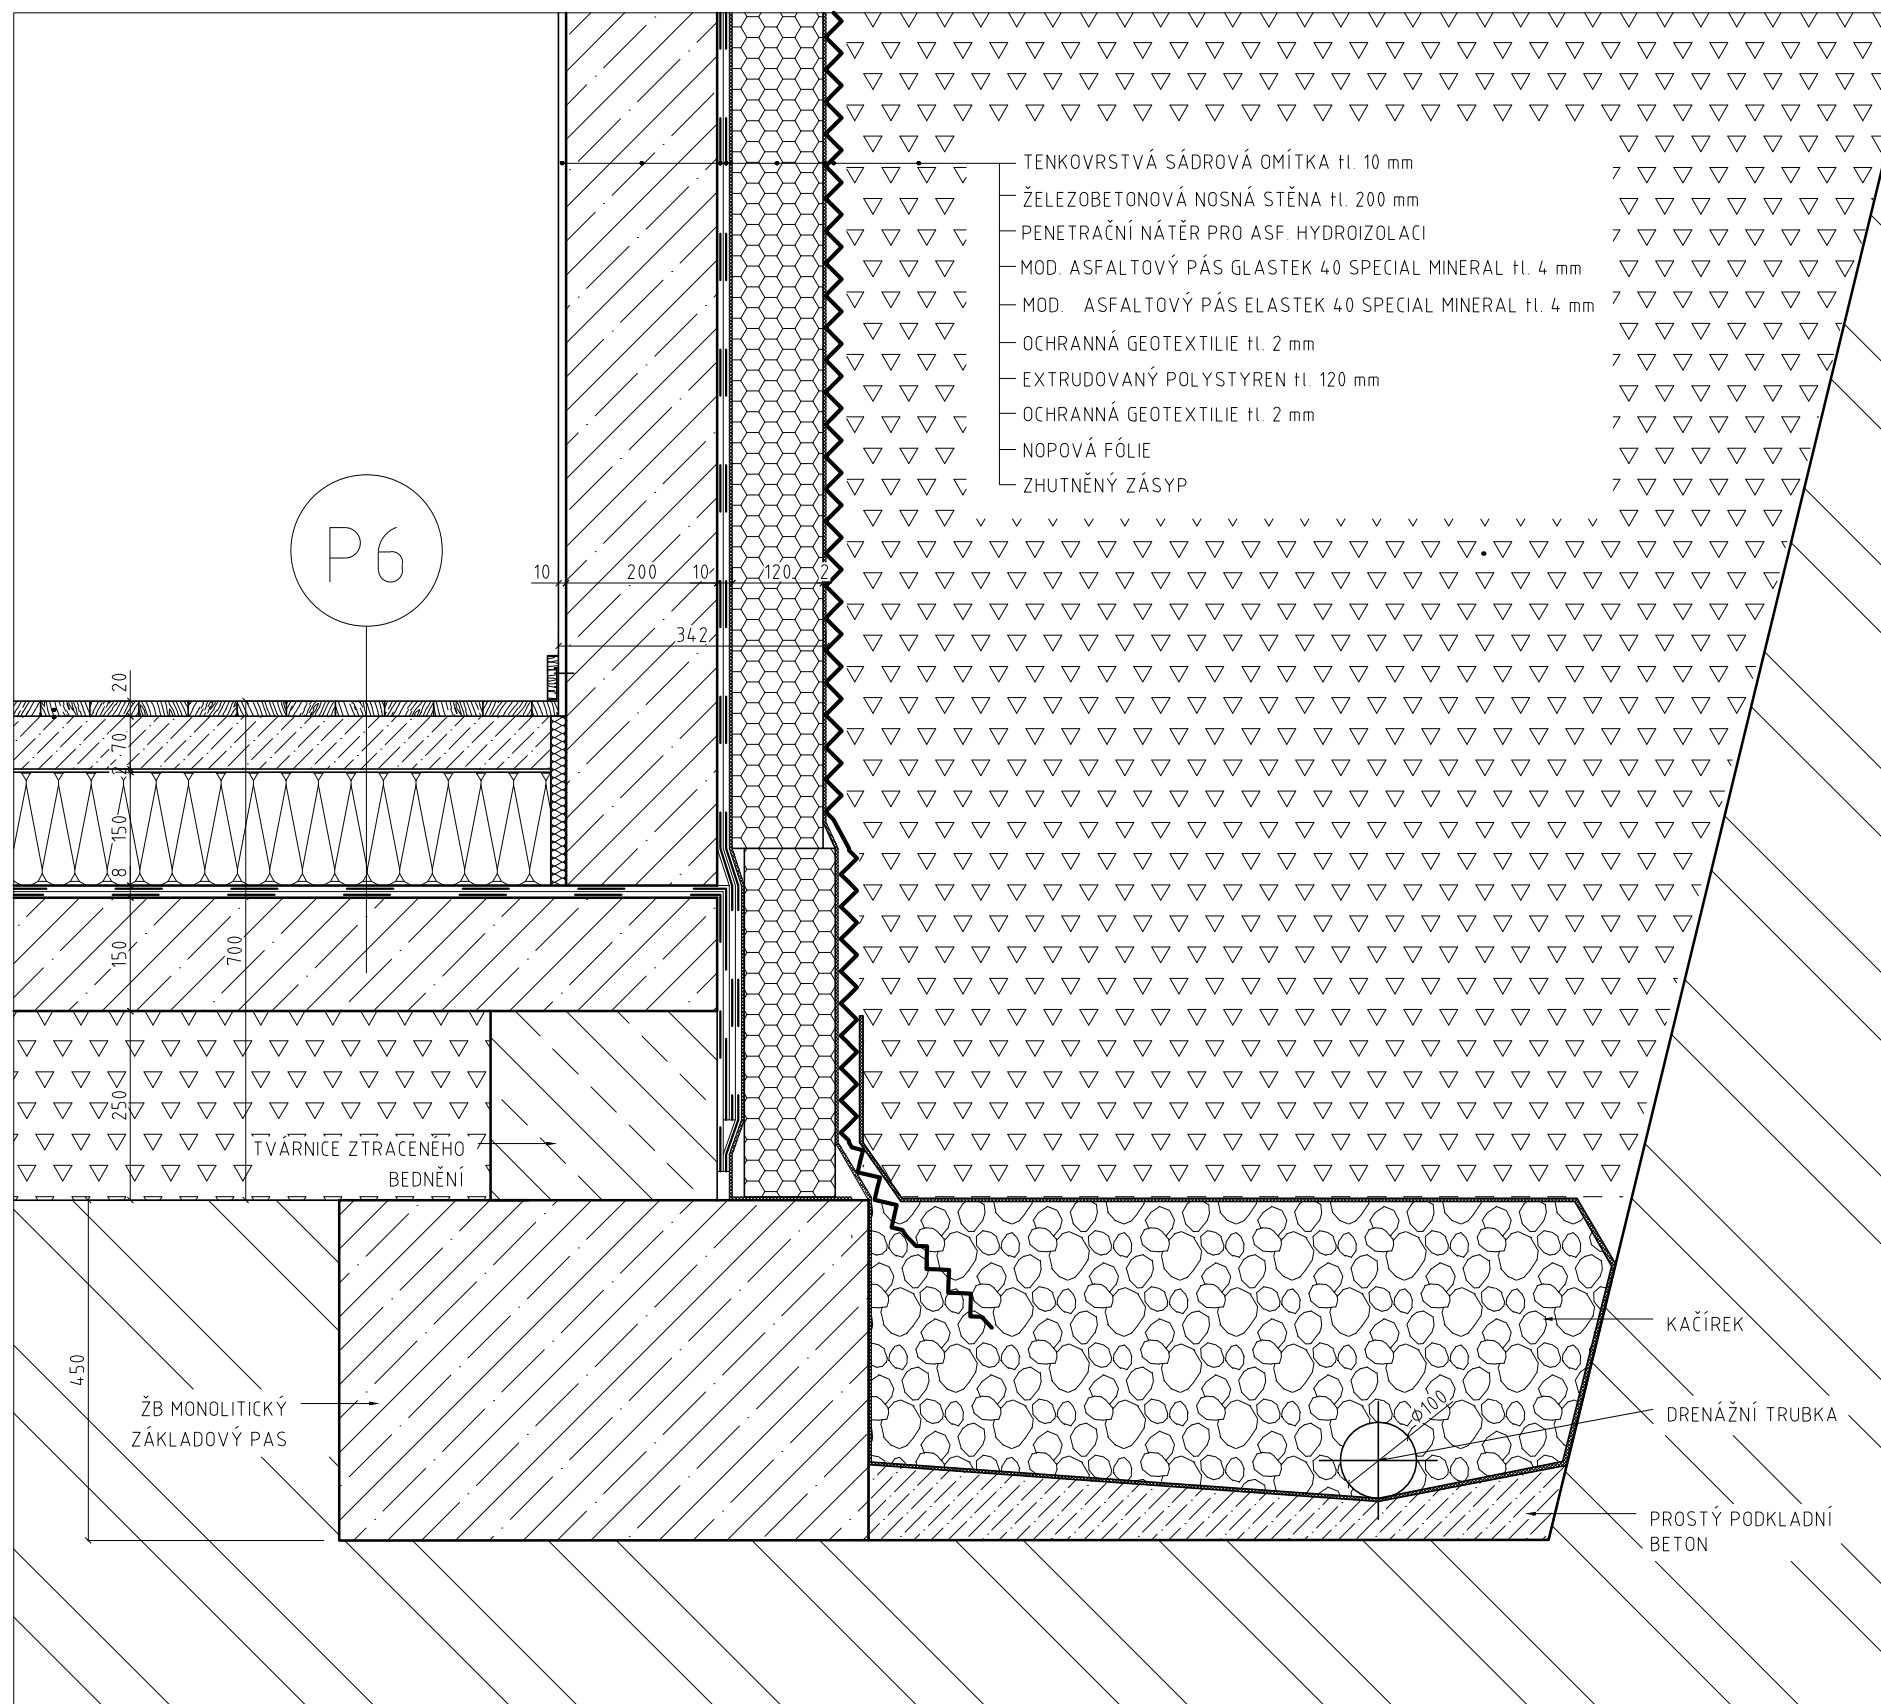 TENKOVRSTVÁ SÁDROVÁ OMÍTKA tl. 10 mm
ŽELEZOBETONOVÁ NOSNÁ STĚNA tl. 200 mm
PENETRAČNÍ NÁTĚR PRO ASF. HYDROIZOLACI
MOD. ASFALTOVÝ PÁS GLASTEK 40 SPECIAL MINERAL tl. 4 mm
MOD. ASFALTOVÝ PÁS ELASTEK 40 SPECIAL MINERAL tl. 4 mm
OCHRANNÁ GEOTEXTILIE tl. 2 mm
EXTRUDOVANÝ POLYSTYREN tl. 120 mm
OCHRANNÁ GEOTEXTILIE tl. 2 mm
NOPOVÁ FÓLIE
ZHUTNĚNÝ ZÁSYP
P6
10 200 10 120 2
342
20
70
2
150
8
150
700
250
TVÁRNICE ZTRACENÉHO
BEDNĚNÍ
450
ŽB MONOLITICKÝ
ZÁKLADOVÝ PAS
KAČÍREK
Φ100
DRENÁŽNÍ TRUBKA
PROSTÝ PODKLADNÍ
BETON